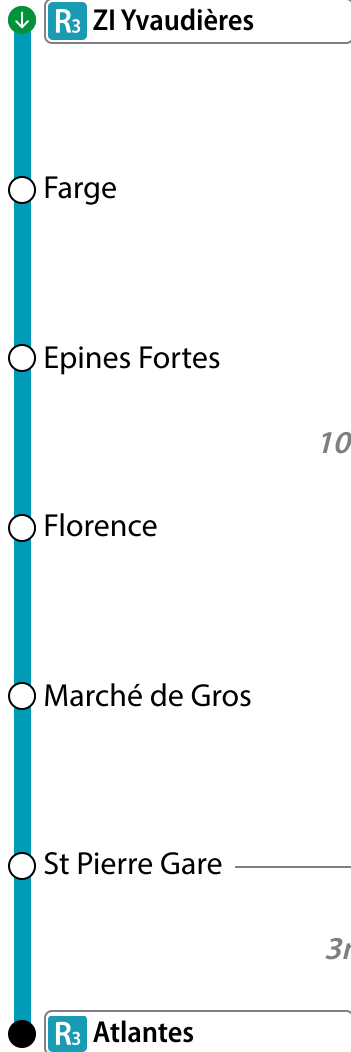 R3 ZI Yvaudières
Farge
Epines Fortes
10
Florence
Marché de Gros
St Pierre Gare
R3 Atlantes